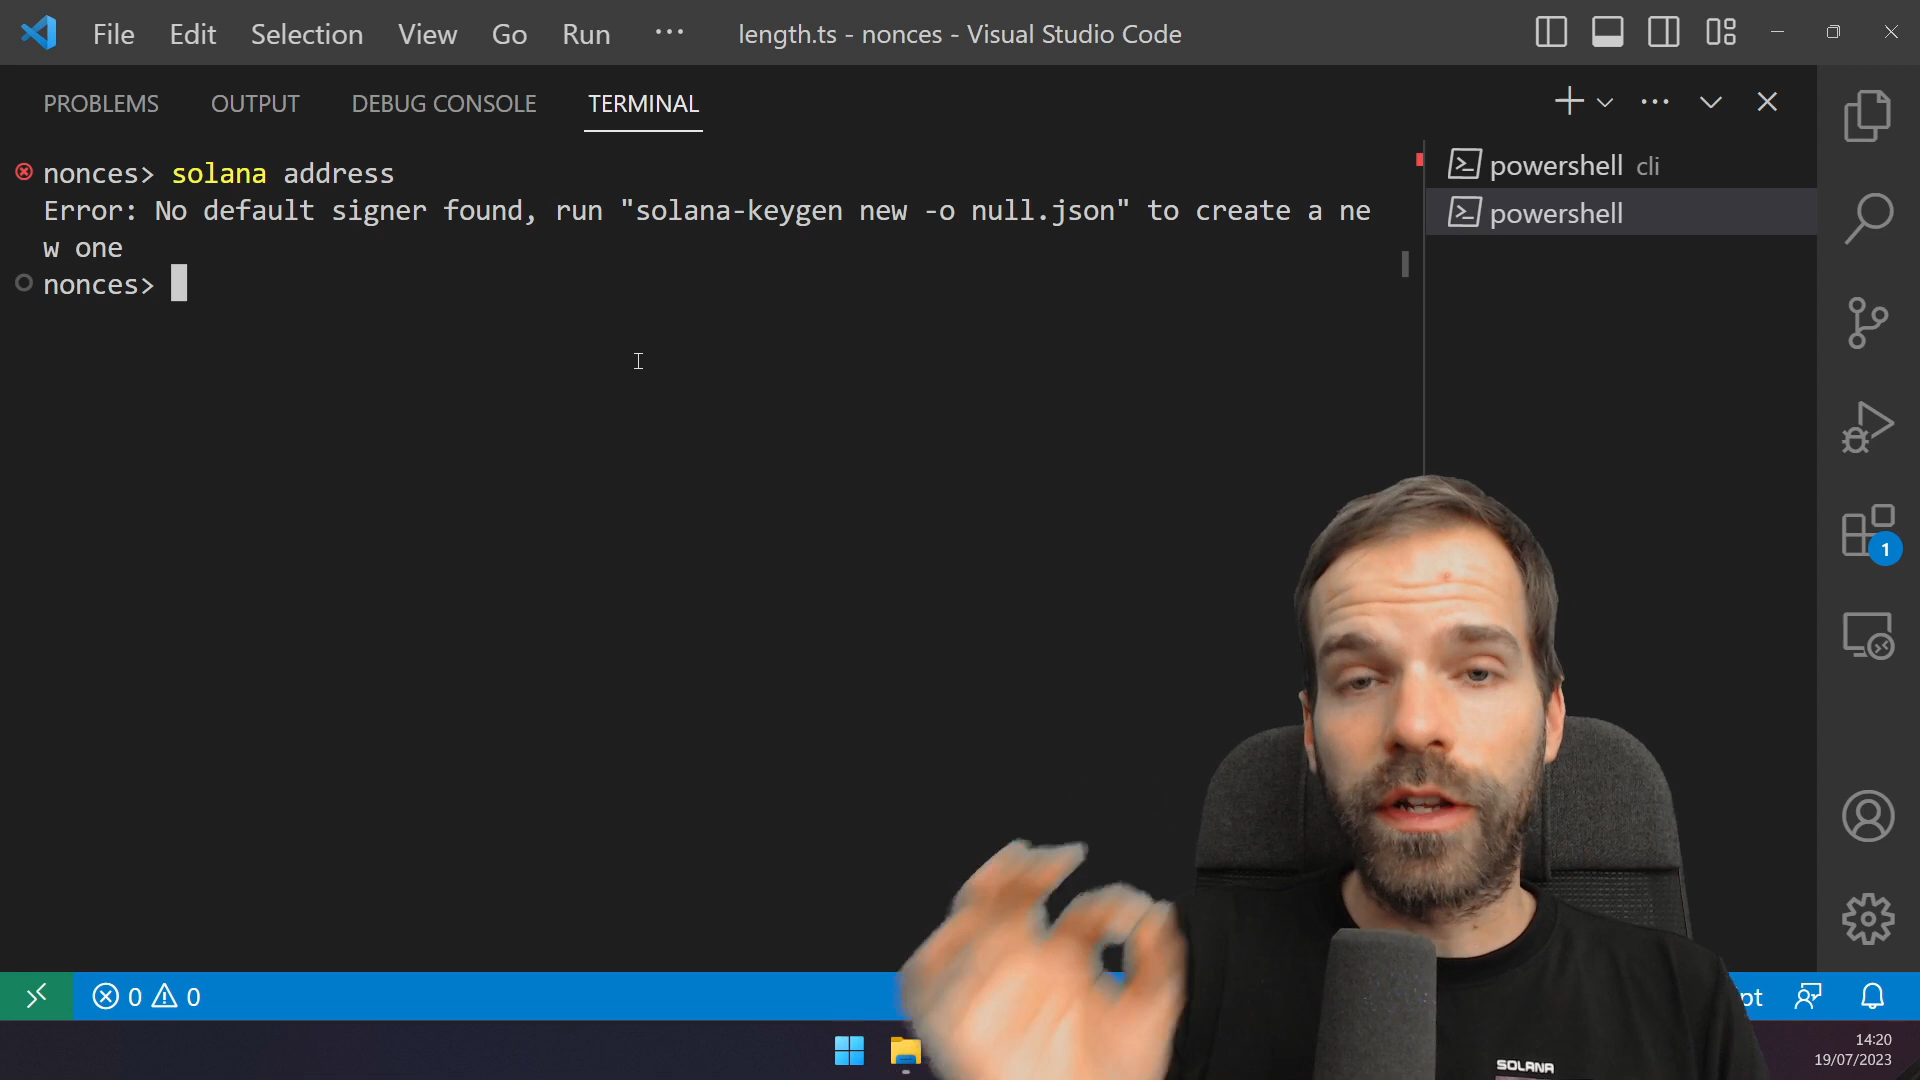 File Edit Selection View Go Run ··· length.ts - nonces - Visual Studio Code
PROBLEMS OUTPUT DEBUG CONSOLE TERMINAL
nonces> solana address
Error: No default signer found, run "solana-keygen new -o null.json" to create a ne
w one
nonces>
powershell cli
powershell
1
0 0
pt
14:20
19/07/2023
SOLANA